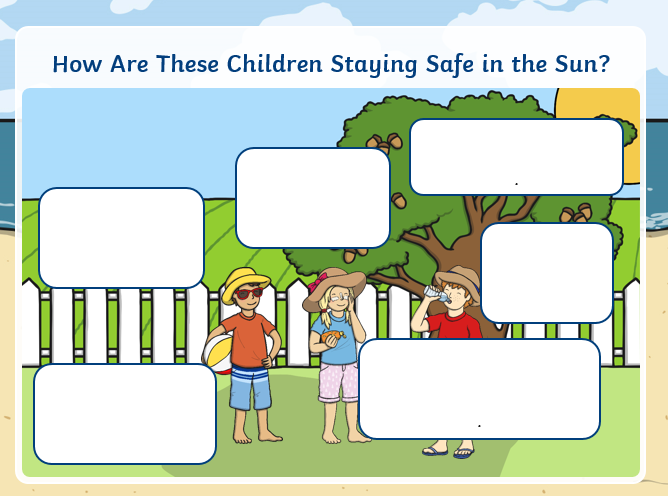 How Are These Children Staying Safe in the Sun?
.
.